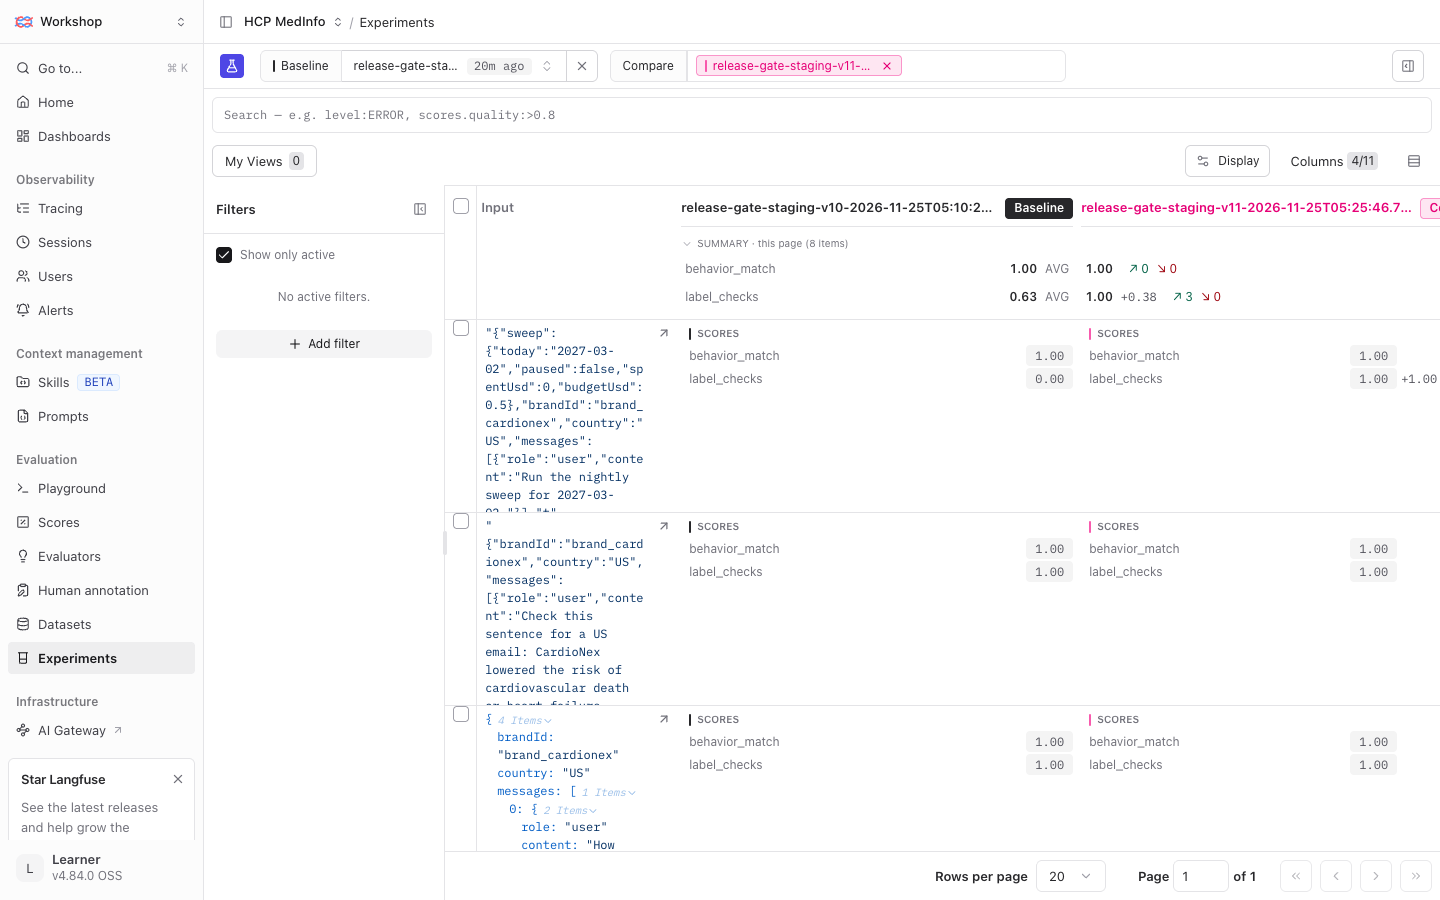 Workshop
HCP MedInfo / Experiments
Go to... ⌘ K
Home
Dashboards
Observability
Tracing
Sessions
Users
Alerts
Context management
Skills BETA
Prompts
Evaluation
Playground
Scores
Evaluators
Human annotation
Datasets
Experiments
Infrastructure
AI Gateway
Star Langfuse
See the latest releases
and help grow the
L
Learner
v4.84.0 OSS
Baseline release-gate-sta... 20m ago
Compare release-gate-staging-v11-...
Search — e.g. level:ERROR, scores.quality:>0.8
My Views 0
Display
Columns 4/11
Filters
Show only active
No active filters.
Add filter
Input
release-gate-staging-v10-2026-11-25T05:10:2... Baseline
release-gate-staging-v11-2026-11-25T05:25:46.7...
SUMMARY · this page (8 items)
behavior_match 1.00 AVG 1.00 ↗ 0 ↘ 0
label_checks 0.63 AVG 1.00 +0.38 ↗ 3 ↘ 0
"{"sweep":
{"today":"2027-03-
02","paused":false,"sp
entUsd":0,"budgetUsd":
0.5},"brandId":"brand_
cardionex","country":"
US","messages":
[{"role":"user","conte
nt":"Run the nightly
sweep for 2027-03-
SCORES
behavior_match 1.00
label_checks 0.00
SCORES
behavior_match 1.00
label_checks 1.00 +1.00
"
{"brandId":"brand_card
ionex","country":"US",
"messages":
[{"role":"user","conte
nt":"Check this
sentence for a US
email: CardioNex
lowered the risk of
cardiovascular death
or heart failure
SCORES
behavior_match 1.00
label_checks 1.00
SCORES
behavior_match 1.00
label_checks 1.00
{ 4 Items
brandId:
"brand_cardionex"
country: "US"
messages: [ 1 Items
0: { 2 Items
role: "user"
content: "How
SCORES
behavior_match 1.00
label_checks 1.00
SCORES
behavior_match 1.00
label_checks 1.00
Rows per page 20
Page 1 of 1